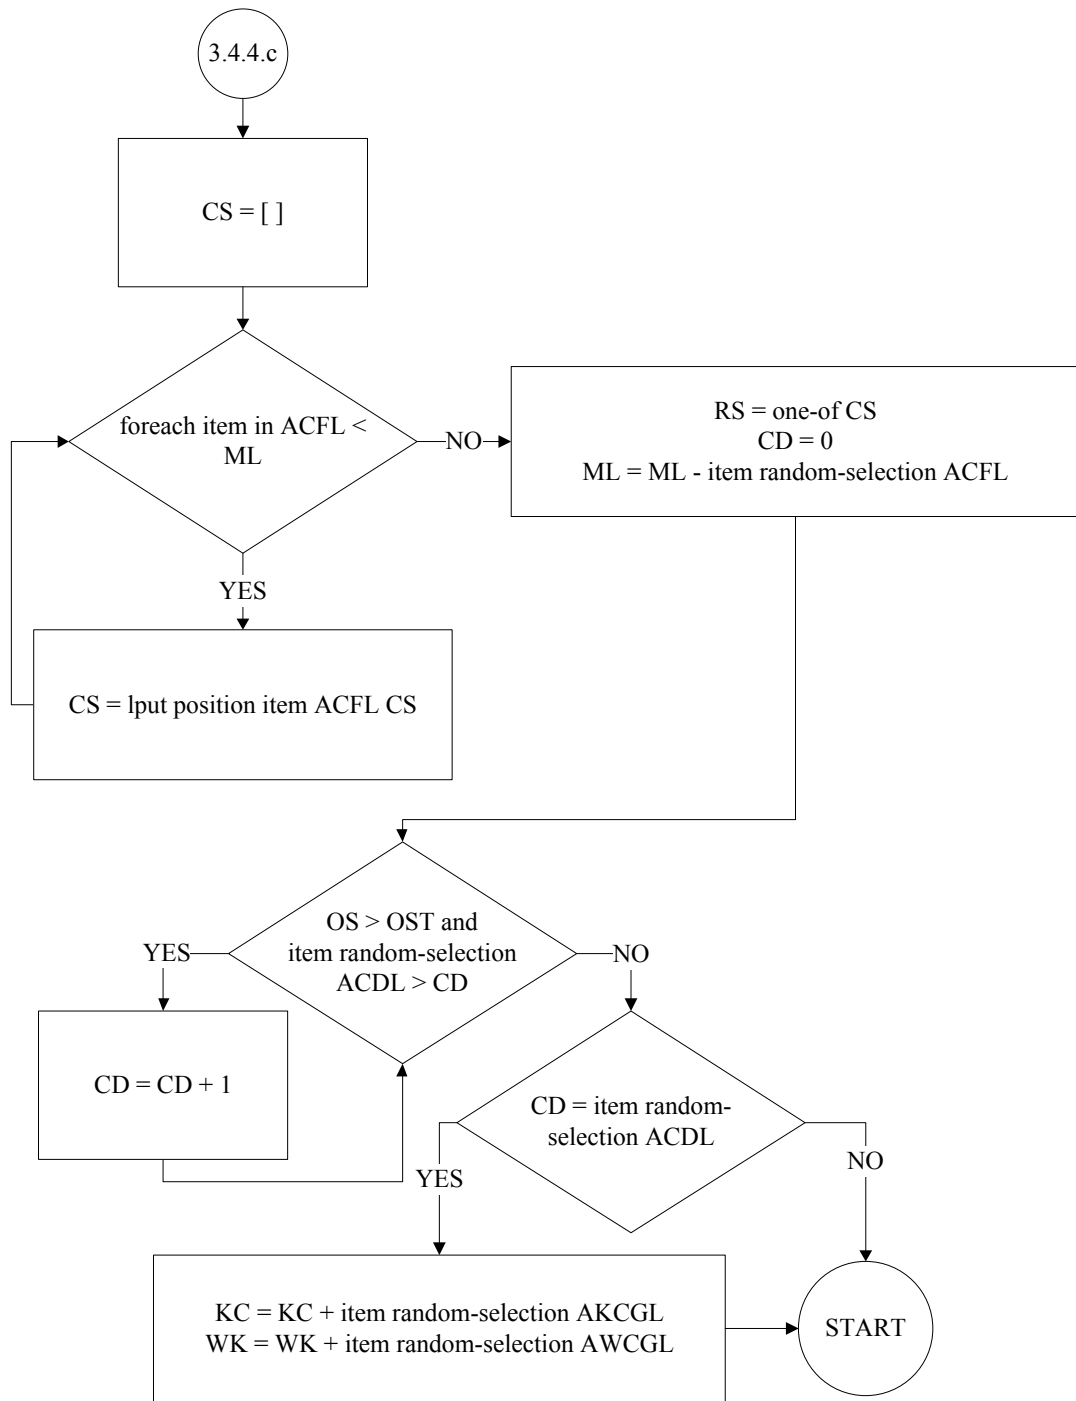 3.4.4.c
CS = [ ]
foreach item in ACFL <
ML
NO
RS = one-of CS
CD = 0
ML = ML - item random-selection ACFL
YES
CS = lput position item ACFL CS
OS > OST and
item random-selection
ACDL > CD
YES
NO
CD = CD + 1
CD = item random-
selection ACDL
YES
NO
KC = KC + item random-selection AKCGL
WK = WK + item random-selection AWCGL
START